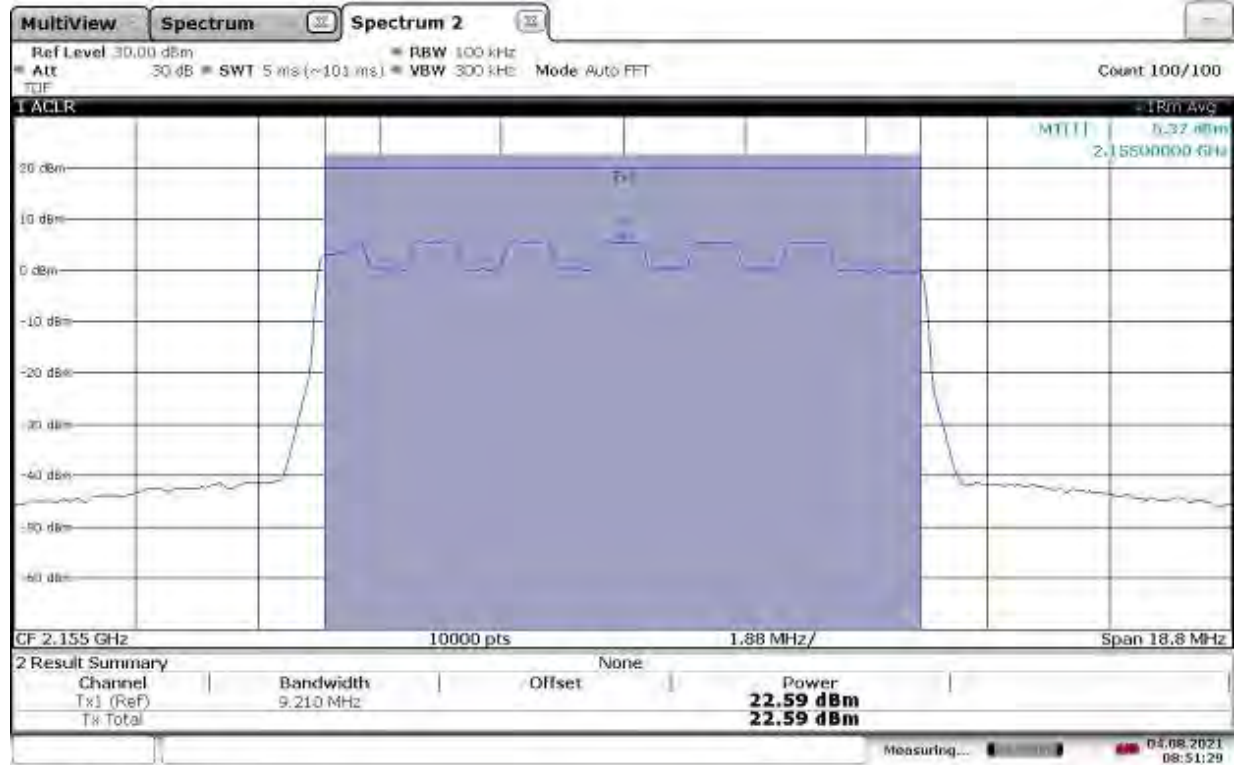 MultiView Spectrum Spectrum 2
Ref Level 30.00 dBm RBW 100 kHz
Att 30 dB SWT 5 ms (~101 ms) VBW 300 kHz Mode Auto FFT Count 100/100
TDF
1 ACLR 1Rm Avg
M1[1] 5.37 dBm
2.15500000 GHz
20 dBm
Tx1
10 dBm
0 dBm
-10 dBm
-20 dBm
-30 dBm
-40 dBm
-50 dBm
-60 dBm
CF 2.155 GHz 10000 pts 1.88 MHz/ Span 18.8 MHz
2 Result Summary None
Channel Bandwidth Offset Power
Tx1 (Ref) 9.210 MHz 22.59 dBm
Tx Total 22.59 dBm
Measuring... 04.08.2021
08:51:29